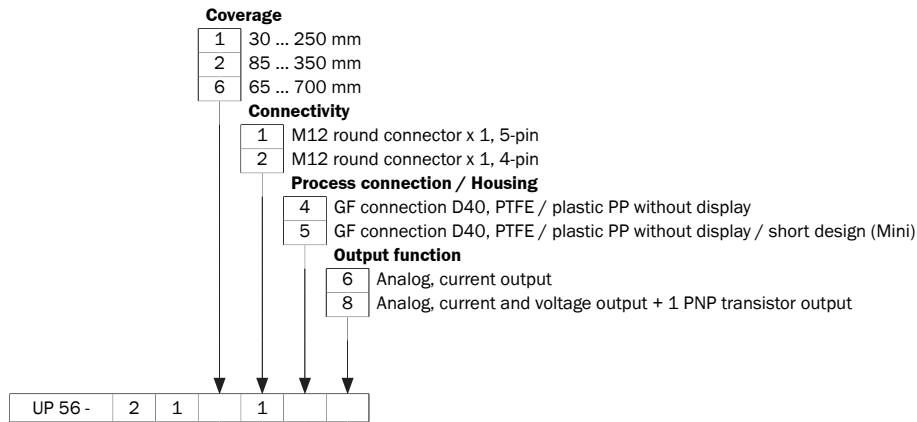 Coverage
1 30 ... 250 mm
2 85 ... 350 mm
6 65 ... 700 mm
Connectivity
1 M12 round connector x 1, 5-pin
2 M12 round connector x 1, 4-pin
Process connection / Housing
4 GF connection D40, PTFE / plastic PP without display
5 GF connection D40, PTFE / plastic PP without display / short design (Mini)
Output function
6 Analog, current output
8 Analog, current and voltage output + 1 PNP transistor output
UP 56 - 2 1 1